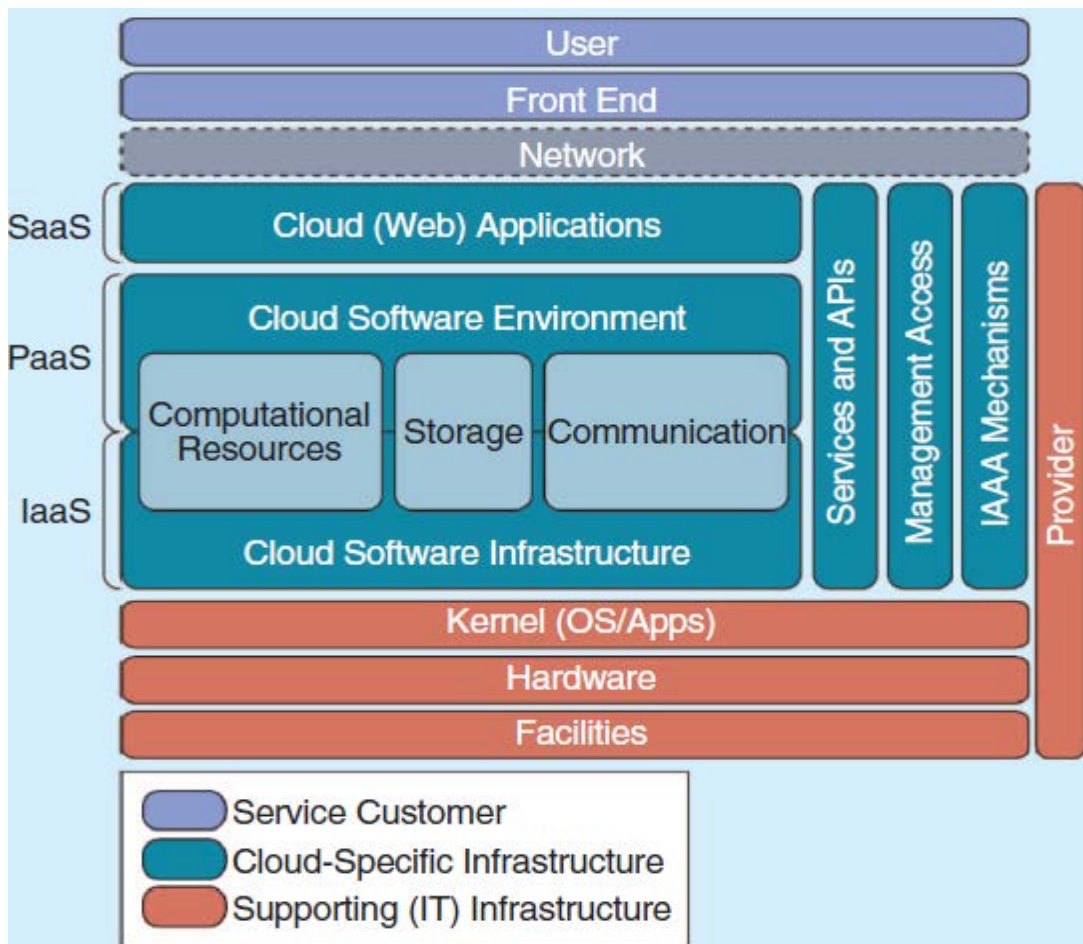 User
Front End
Network
SaaS
Cloud (Web) Applications
PaaS
Cloud Software Environment
Computational
Resources
Storage
Communication
IaaS
Cloud Software Infrastructure
Services and APIs
Management Access
IAAA Mechanisms
Provider
Kernel (OS/Apps)
Hardware
Facilities
Service Customer
Cloud-Specific Infrastructure
Supporting (IT) Infrastructure